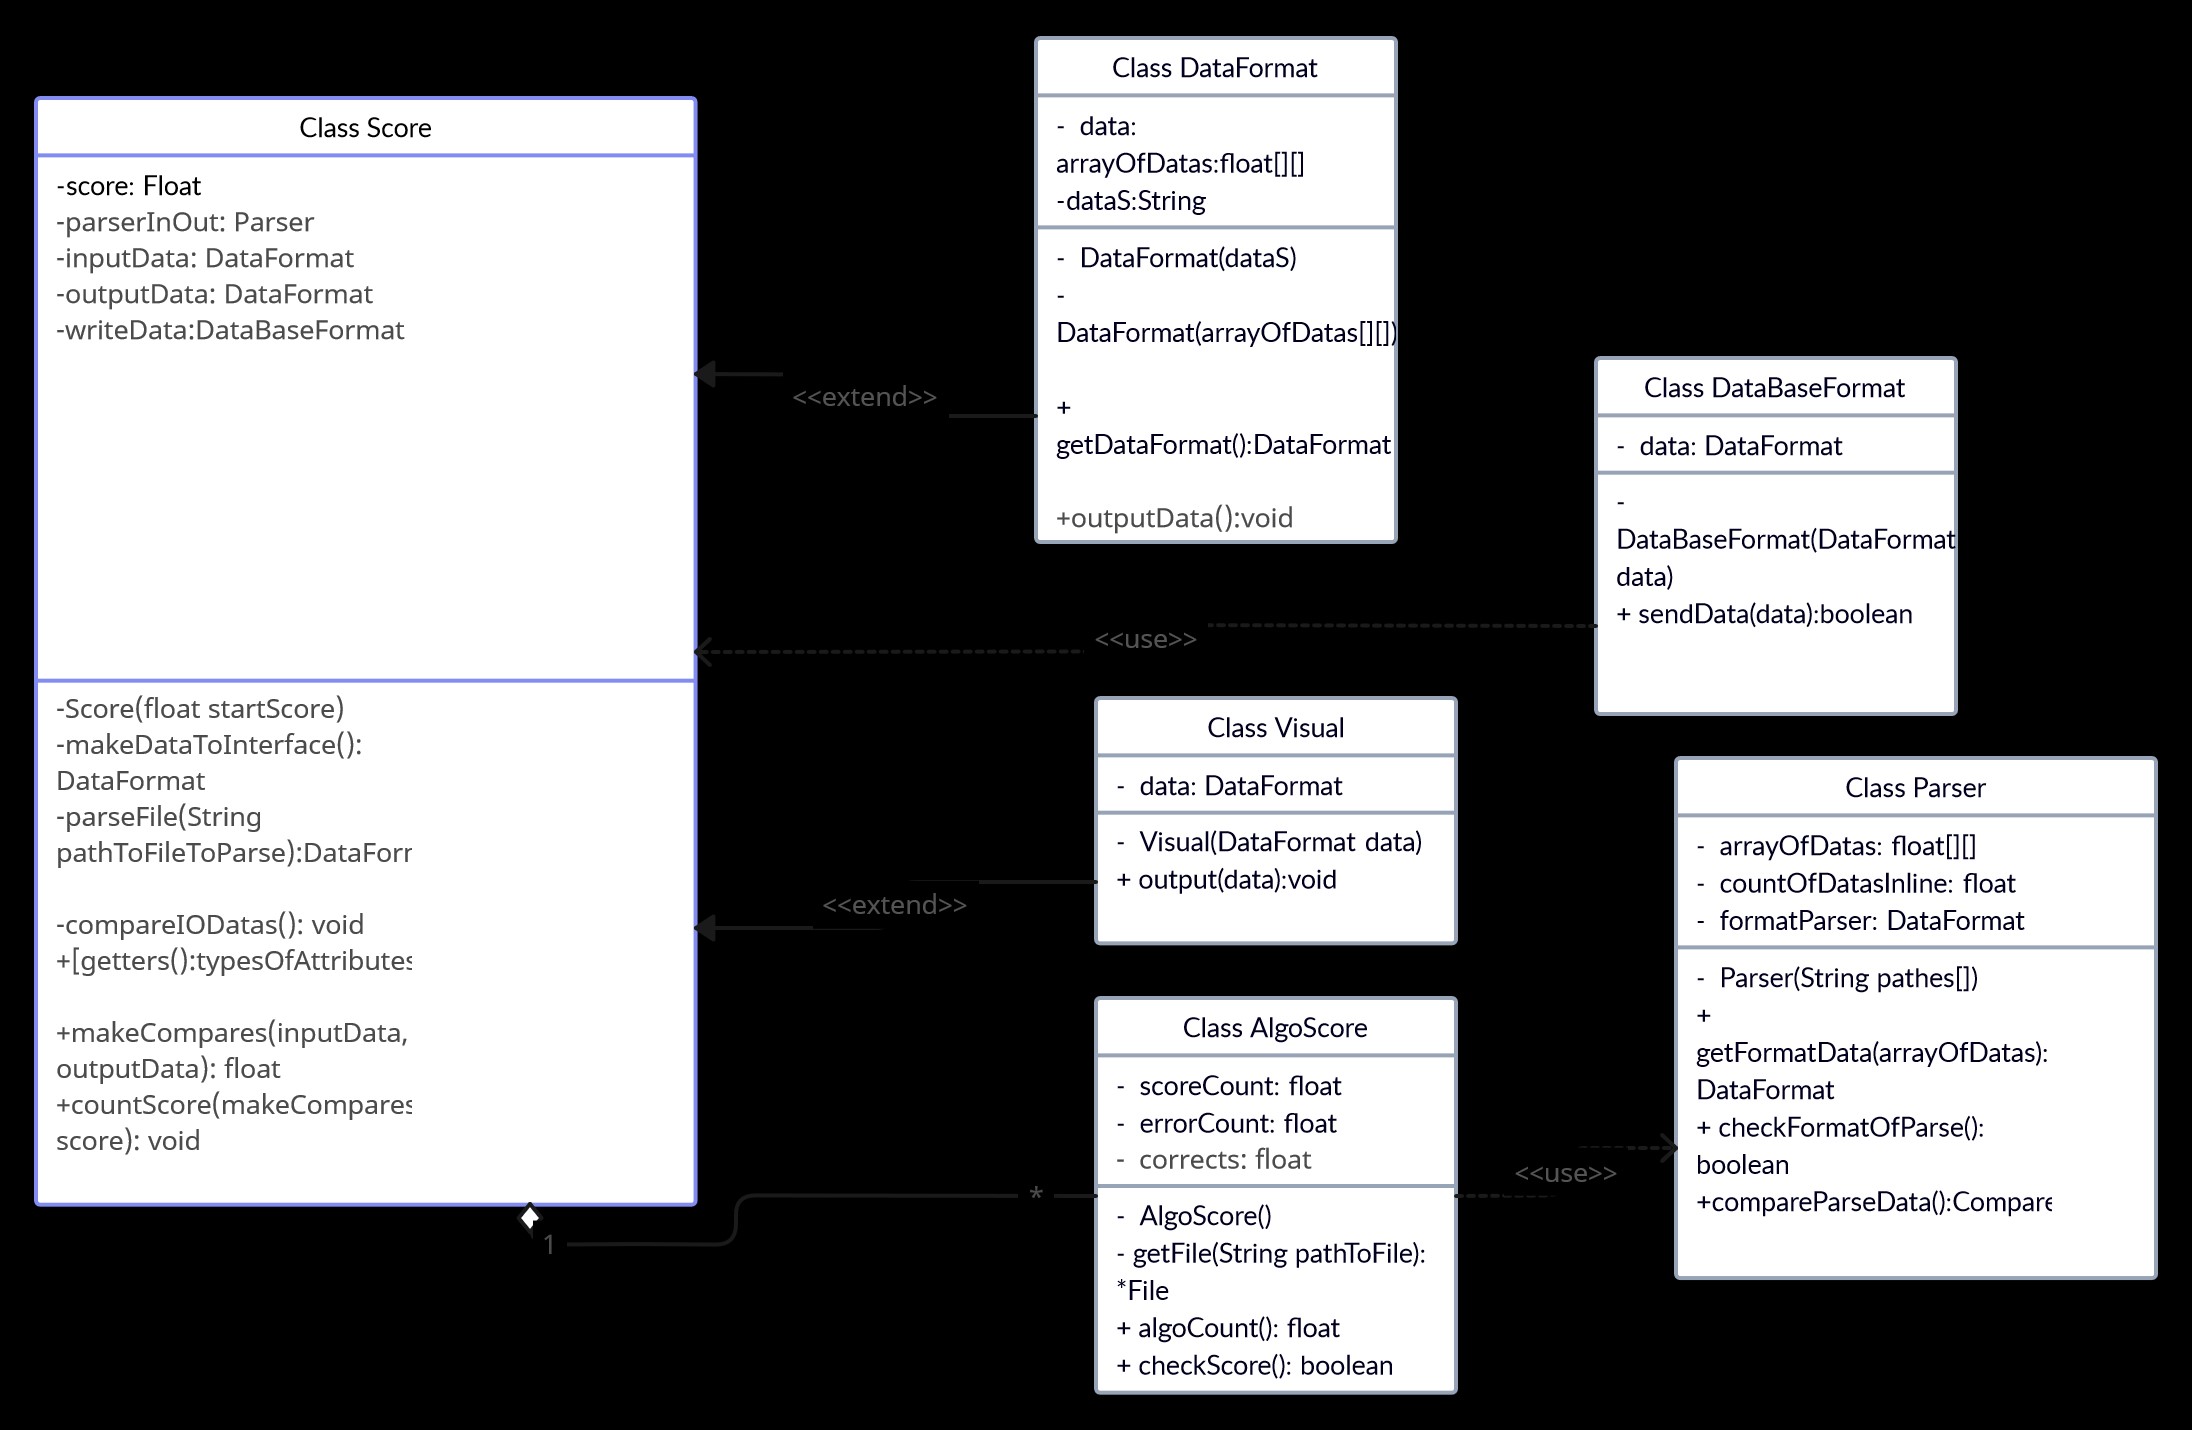 Class Score
-score: Float
-parserInOut: Parser
-inputData: DataFormat
-outputData: DataFormat
-writeData:DataBaseFormat
-Score(float startScore)
-makeDataToInterface():
DataFormat
-parseFile(String
pathToFileToParse):DataForr
-compareIODatas(): void
+[getters():typesOfAttributes
+makeCompares(inputData,
outputData): float
+countScore(makeCompares
score): void
<<extend>>
Class DataFormat
- data:
arrayOfDatas:float[][]
-dataS:String
- DataFormat(dataS)
-
DataFormat(arrayOfDatas[][])
+
getDataFormat():DataFormat
+outputData():void
<<use>>
Class DataBaseFormat
- data: DataFormat
-
DataBaseFormat(DataFormat
data)
+ sendData(data):boolean
<<extend>>
Class Visual
- data: DataFormat
- Visual(DataFormat data)
+ output(data):void
1
*
Class AlgoScore
- scoreCount: float
- errorCount: float
- corrects: float
- AlgoScore()
- getFile(String pathToFile):
*File
+ algoCount(): float
+ checkScore(): boolean
<<use>>
Class Parser
- arrayOfDatas: float[][]
- countOfDatasInline: float
- formatParser: DataFormat
- Parser(String pathes[])
+
getFormatData(arrayOfDatas):
DataFormat
+ checkFormatOfParse():
boolean
+compareParseData():Compare